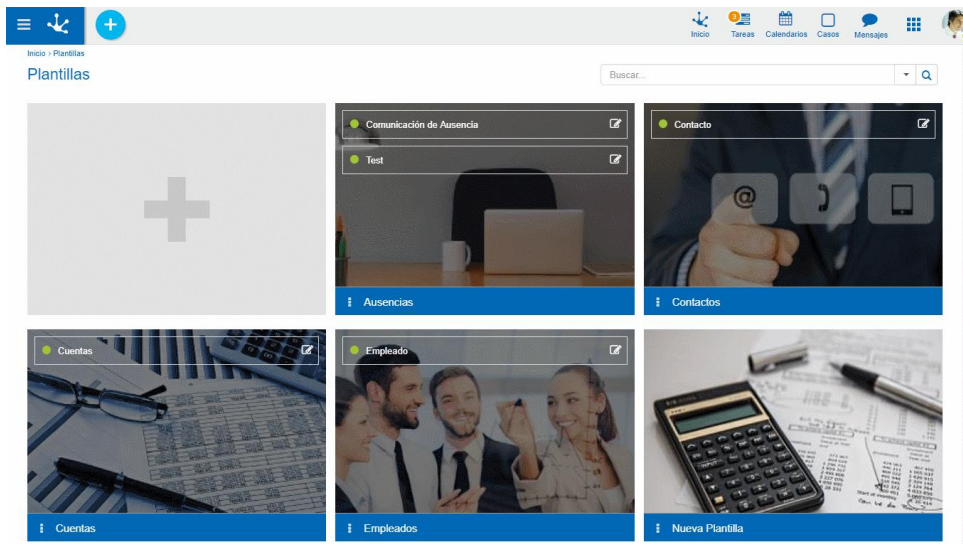 3
Inicio
Tareas
Calendarios
Casos
Mensajes
Inicio > Plantillas
Plantillas
Buscar...
Comunicación de Ausencia
Test
Ausencias
Contacto
@
Contactos
Cuentas
Cuentas
Empleado
Empleados
Nueva Plantilla